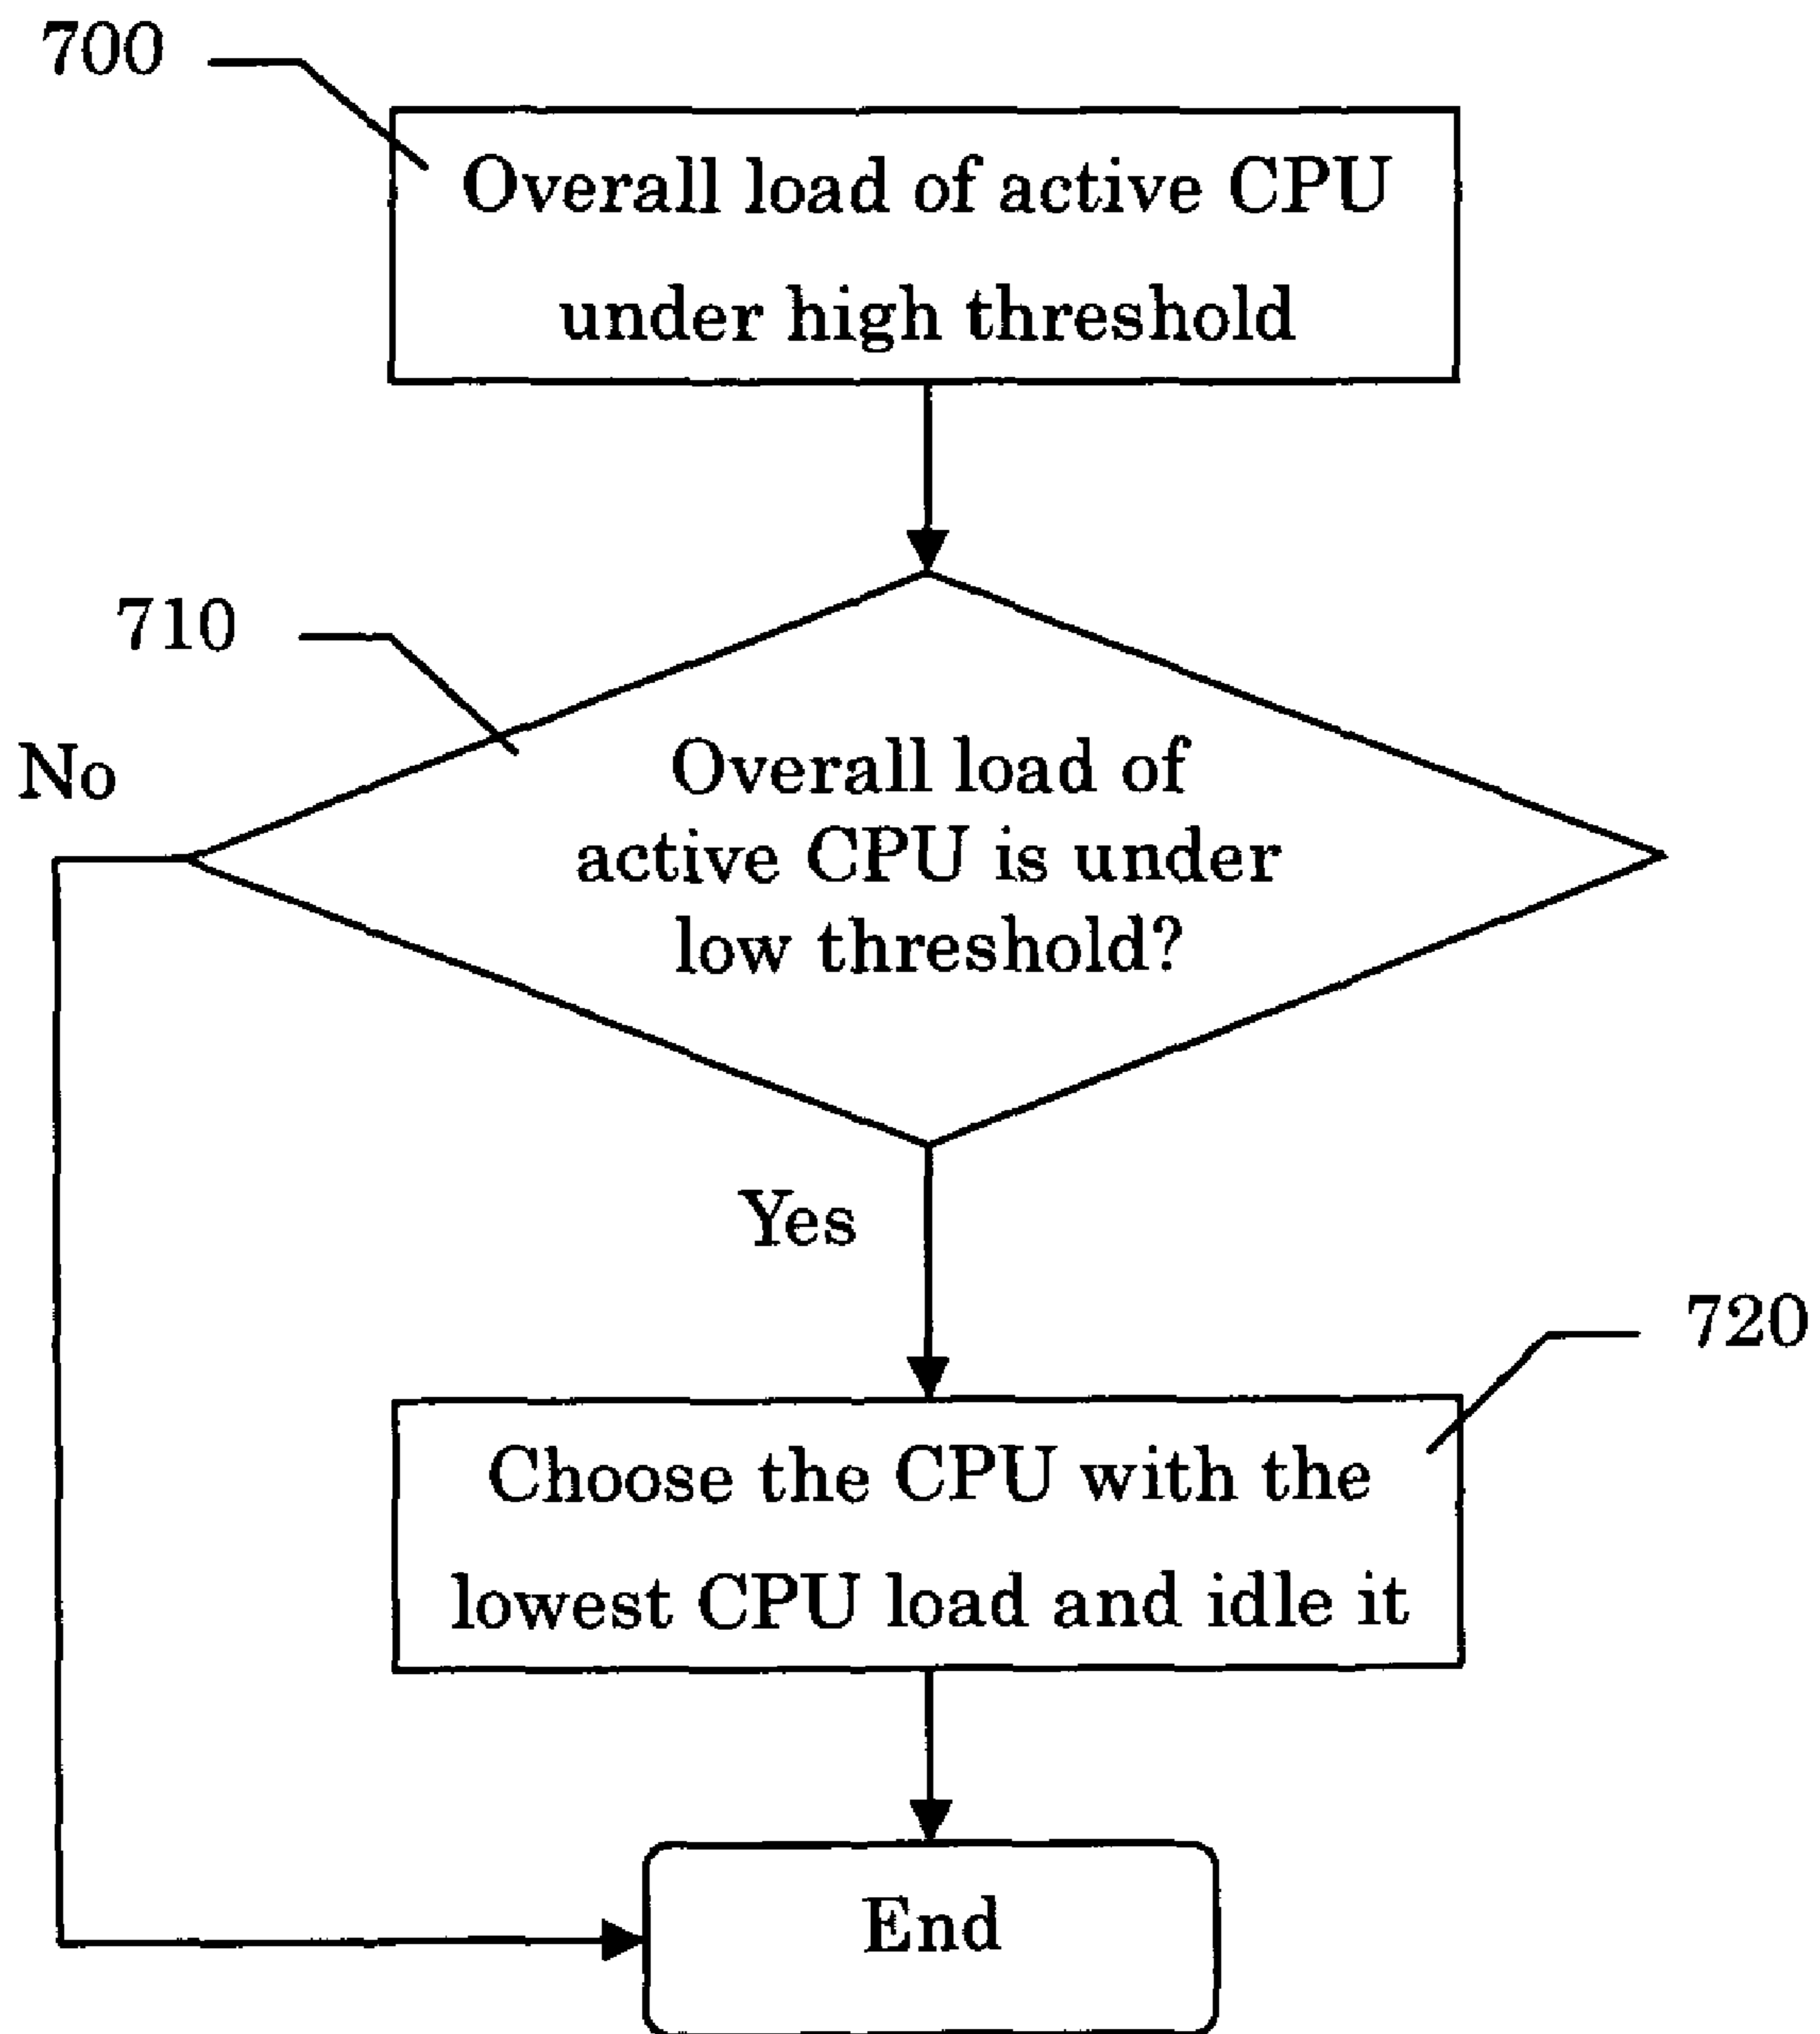 700
Overall load of active CPU
under high threshold
710
No
Overall load of
active CPU is under
low threshold?
Yes
720
Choose the CPU with the
lowest CPU load and idle it
End